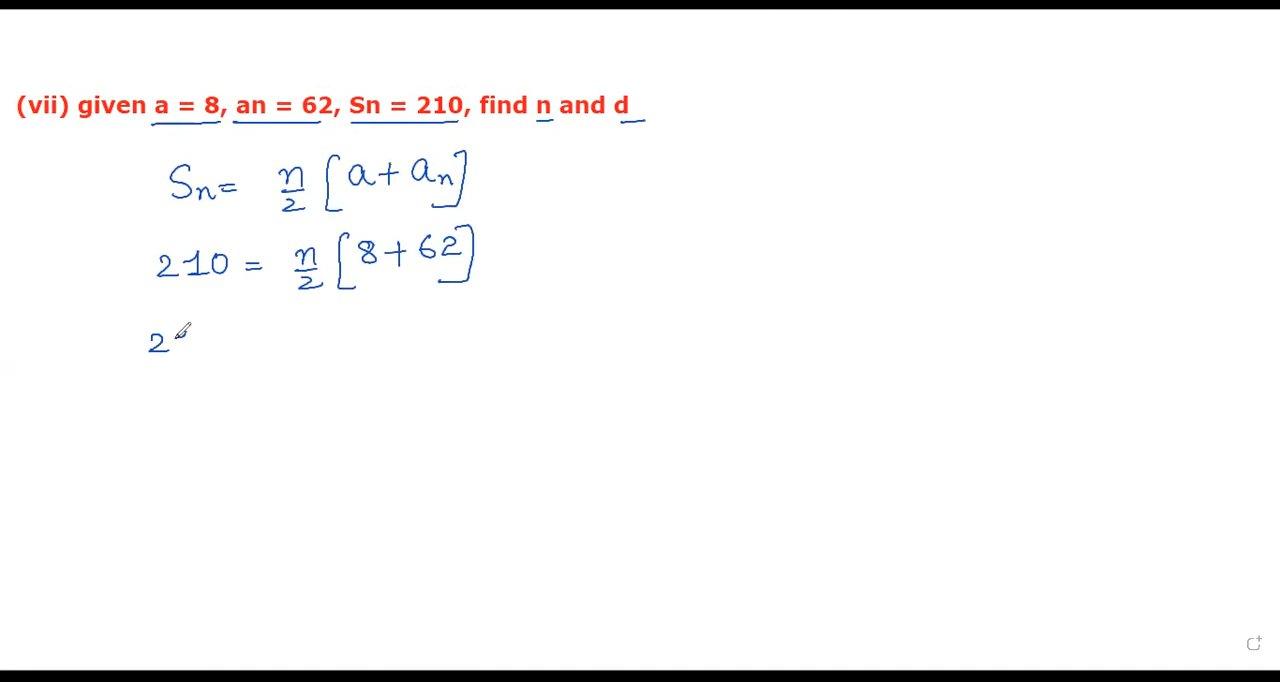 (vii) given a = 8, an = 62, Sn = 210, find n and d
Sn = n/2 [a + an]
210 = n/2 [8 + 62]
2